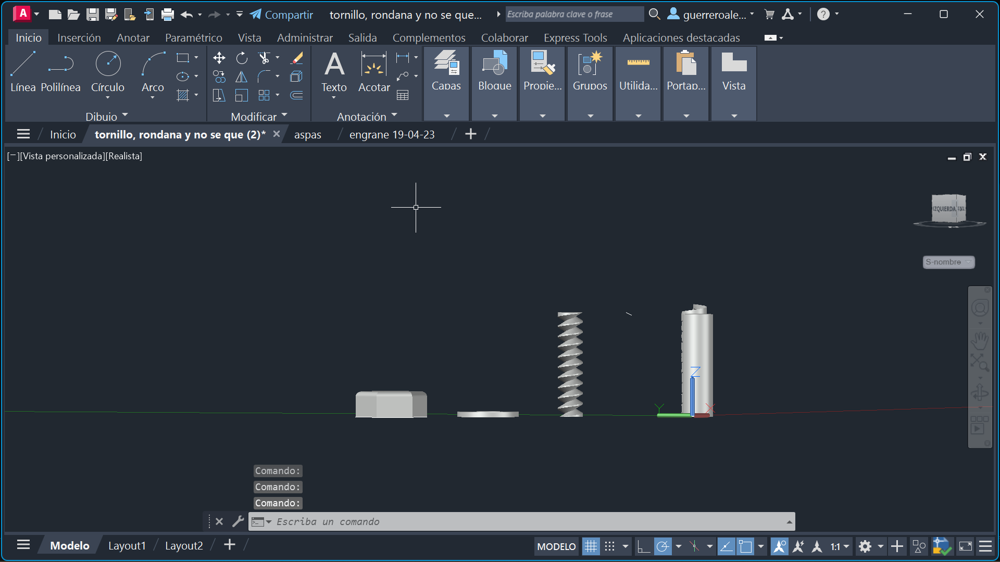 A
Compartir
tornillo, rondana y no se que...
Escriba palabra clave o frase
guerreroale...
?
Inicio
Inserción
Anotar
Paramétrico
Vista
Administrar
Salida
Complementos
Colaborar
Express Tools
Aplicaciones destacadas
Línea
Polilínea
Círculo
Arco
A
Texto
Acotar
Capas
Bloque
Propie...
Grupos
Utilida...
Portap...
Vista
Dibujo
Modificar
Anotación
Inicio
tornillo, rondana y no se que (2)*
aspas
engrane 19-04-23
[−][Vista personalizada][Realista]
IZQUIERDA
S-nombre
Z
Y
X
Comando:
Comando:
Comando:
Escriba un comando
Modelo
Layout1
Layout2
MODELO
1:1